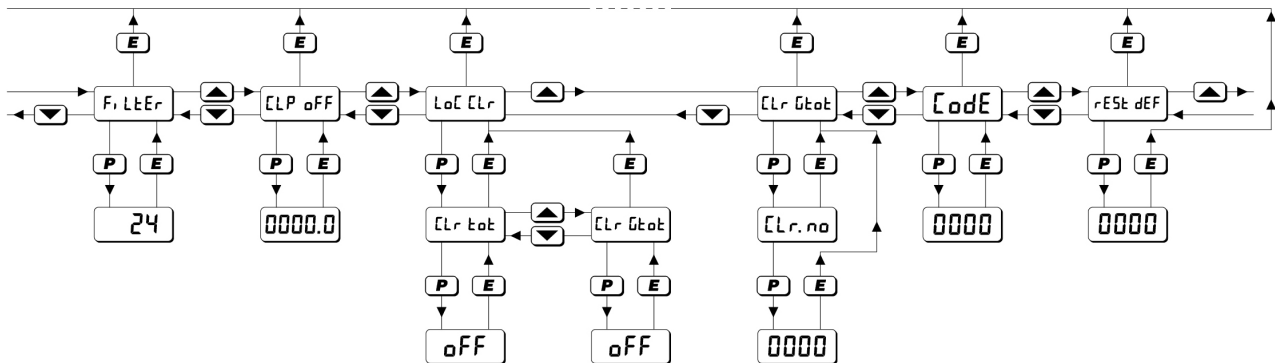 E E E E E E
FiLtEr CLP oFF LoC CLr CLr Gtot CodE rESt dEF
P E P E P E E P E P E P E
24 0000.0 CLr tot CLr Gtot CLr.no 0000 0000
P E P E P E
oFF oFF 0000